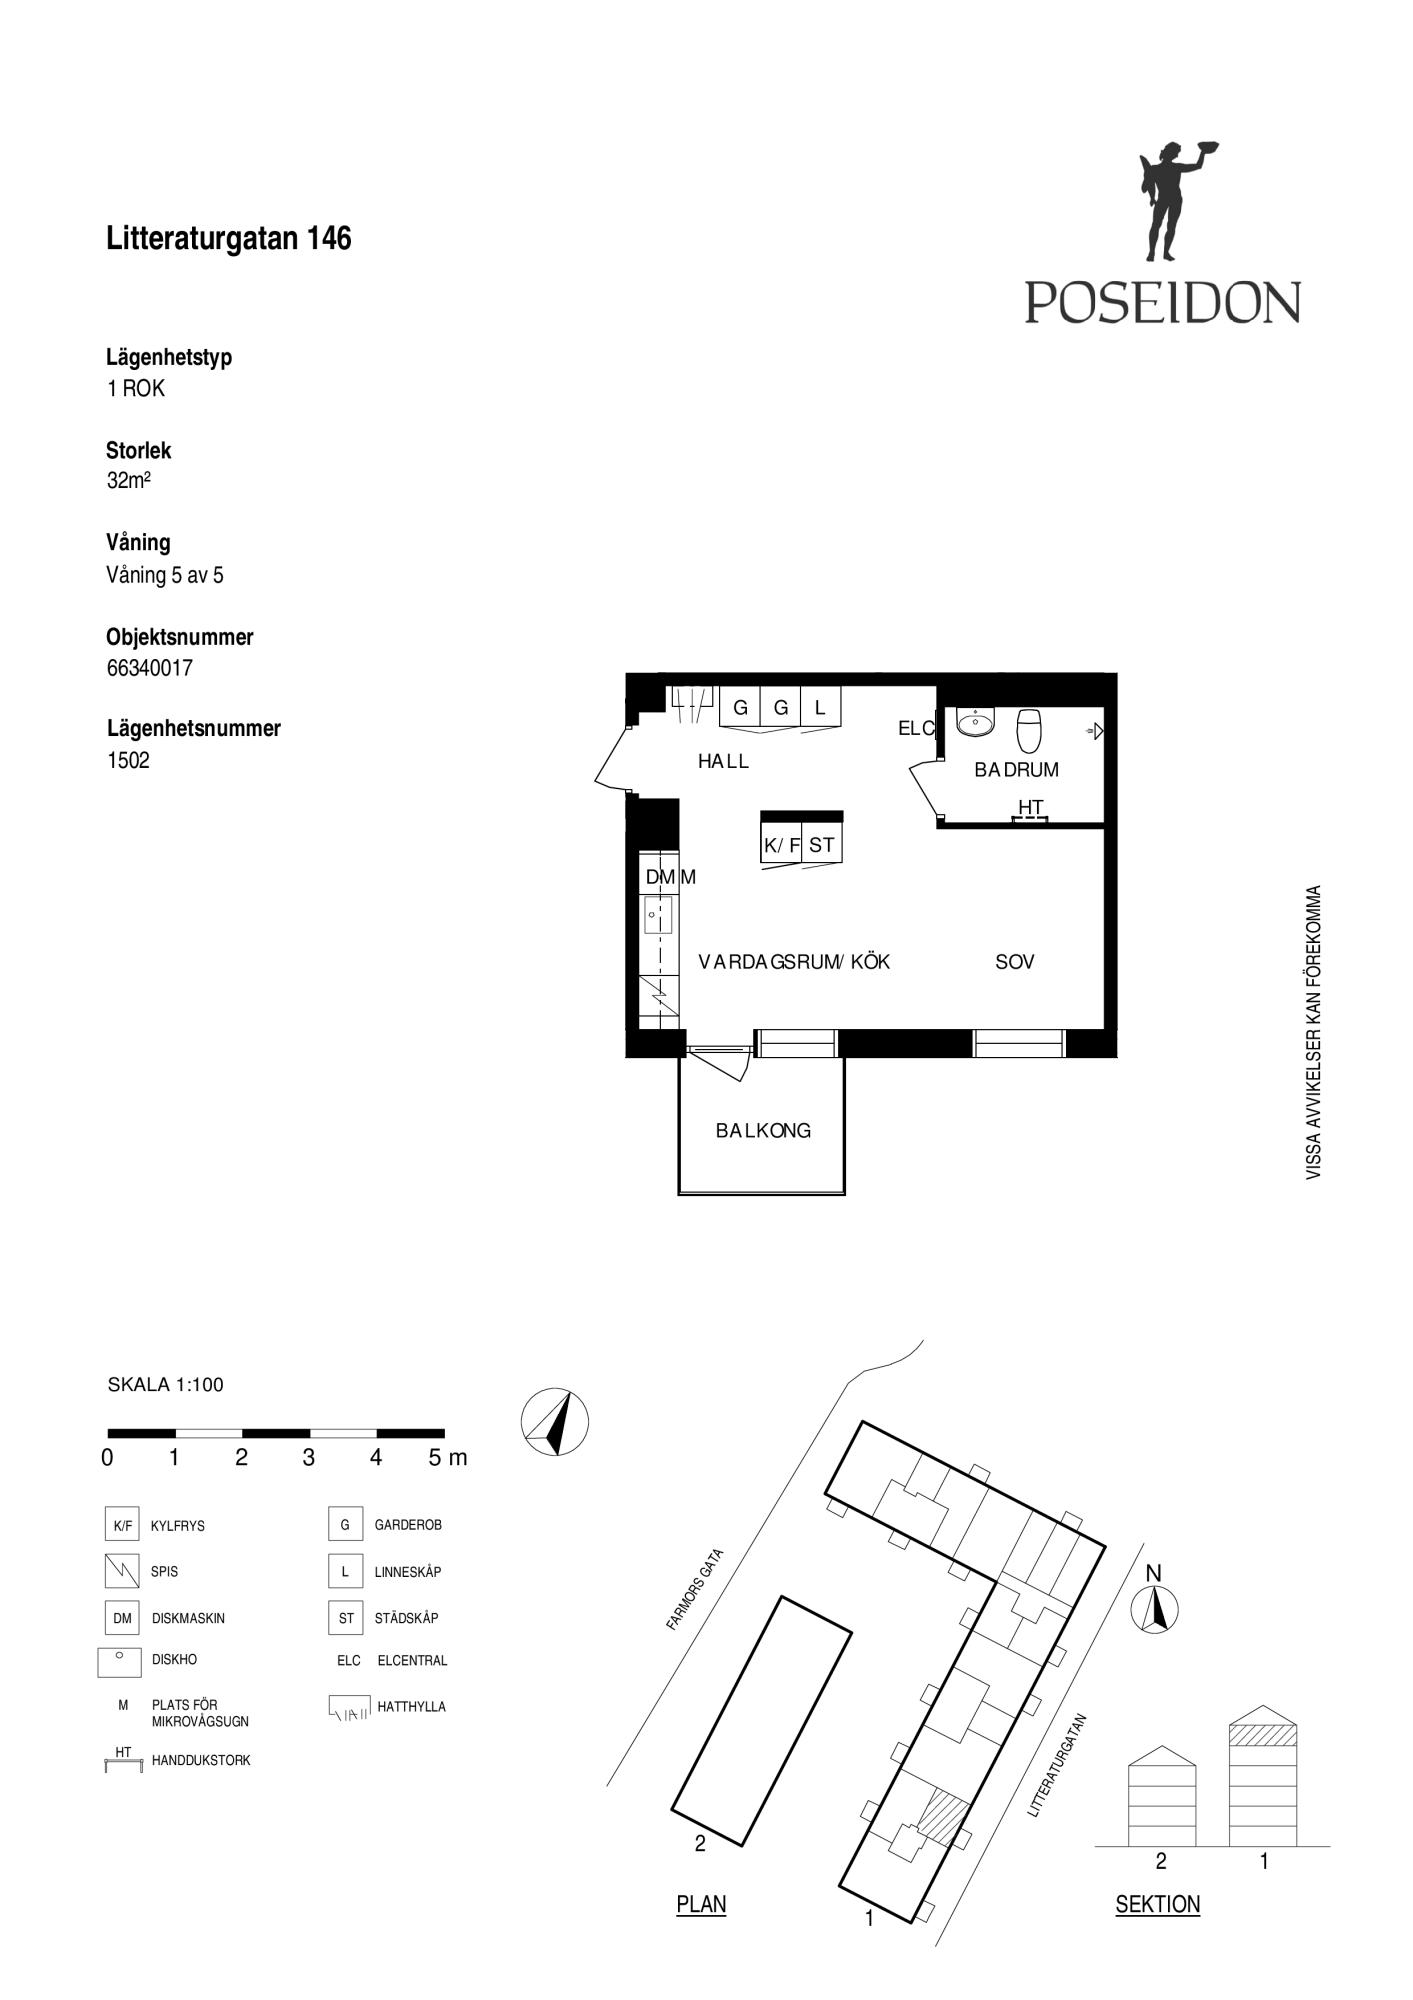 POSEIDON
Litteraturgatan 146
Lägenhetstyp
1 ROK
Storlek
32m²
Våning
Våning 5 av 5
Objektsnummer
66340017
Lägenhetsnummer
1502
G G L
ELC
HALL
BADRUM
HT
K/F ST
DM M
VARDAGSRUM/ KÖK
SOV
BALKONG
VISSA AVVIKELSER KAN FÖREKOMMA
SKALA 1:100
0 1 2 3 4 5 m
K/F KYLFRYS
SPIS
DM DISKMASKIN
DISKHO
M PLATS FÖR
MIKROVÅGSUGN
HT HANDDUKSTORK
G GARDEROB
L LINNESKÅP
ST STÄDSKÅP
ELC ELCENTRAL
HATTHYLLA
FARMORS GATA
N
LITTERATURGATAN
2
1
PLAN
2 1
SEKTION